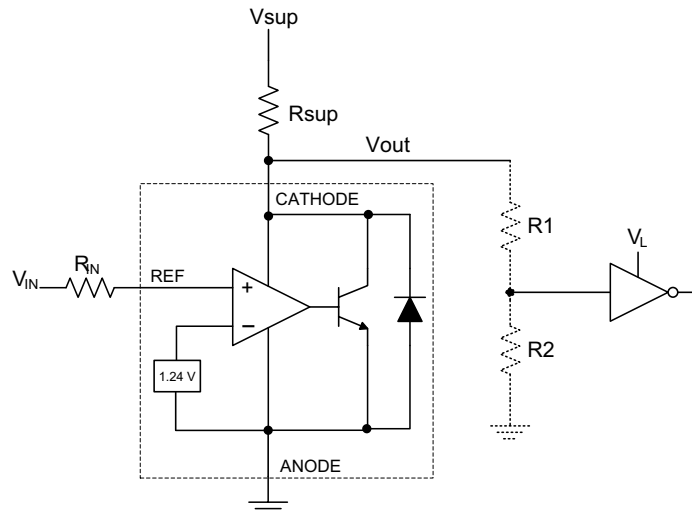 Vsup
Rsup
Vout
CATHODE
R1
RIN
VIN
REF
VL
+
–
R2
1.24 V
ANODE